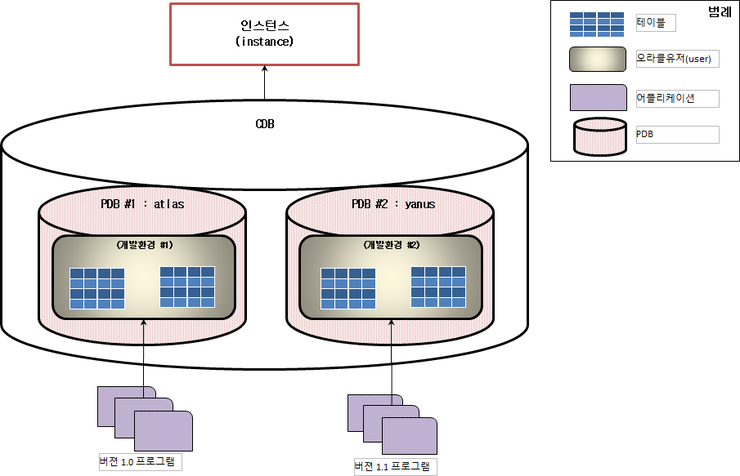 인스턴스
(instance)
범례
테이블
오라클유저(user)
어플리케이션
PDB
CDB
PDB #1 : atlas
PDB #2 : yanus
(개발환경 #1)
(개발환경 #2)
버젼 1.0 프로그램
버젼 1.1 프로그램